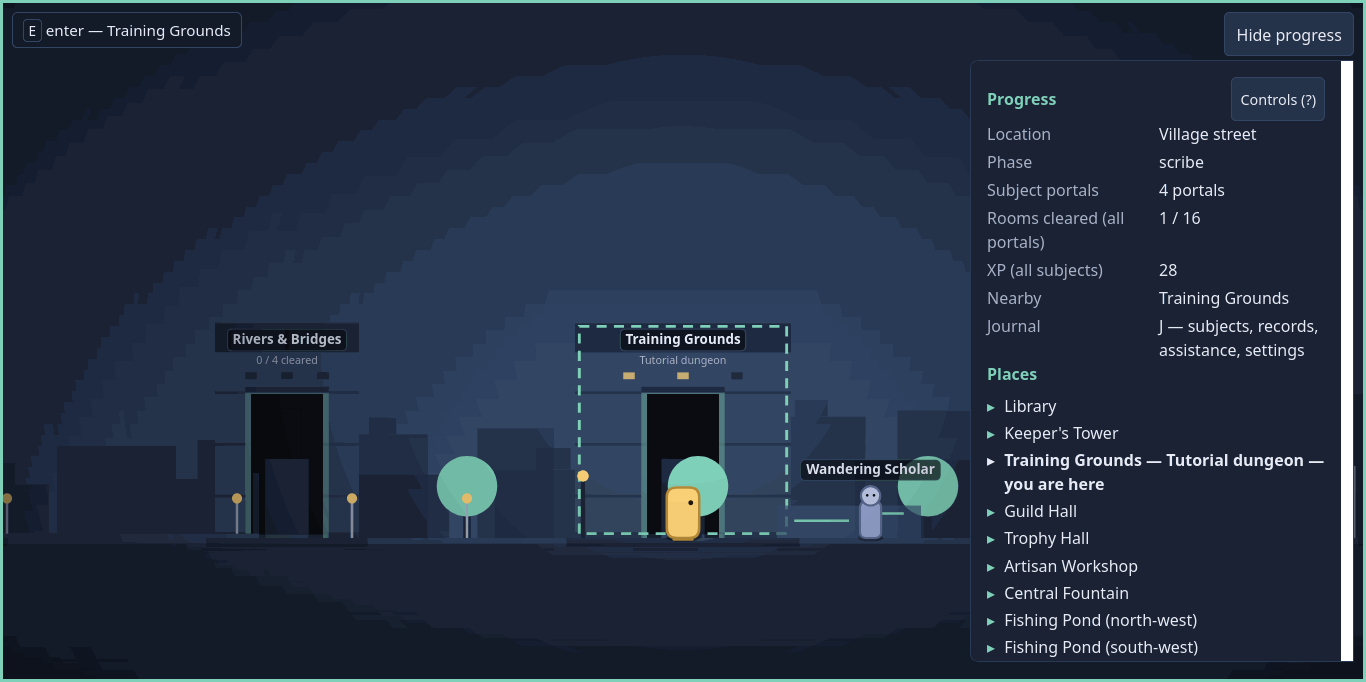 E enter — Training Grounds
Hide progress
Progress
Controls (?)
Location Village street
Phase scribe
Subject portals 4 portals
Rooms cleared (all 1 / 16
portals)
XP (all subjects) 28
Nearby Training Grounds
Journal J — subjects, records,
assistance, settings
Places
▸ Library
▸ Keeper's Tower
▸ Training Grounds — Tutorial dungeon —
you are here
▸ Guild Hall
▸ Trophy Hall
▸ Artisan Workshop
▸ Central Fountain
▸ Fishing Pond (north-west)
▸ Fishing Pond (south-west)
Rivers & Bridges
0 / 4 cleared
Training Grounds
Tutorial dungeon
Wandering Scholar